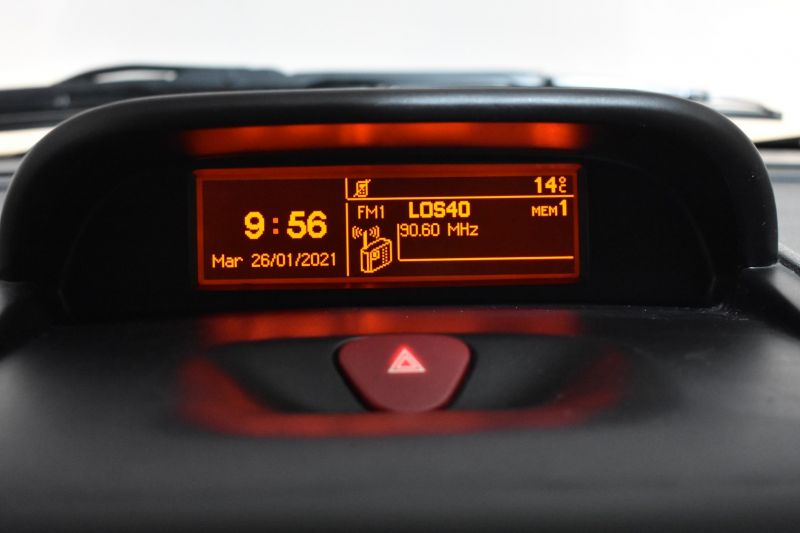 14°C
9:56
FM1 LOS40 MEM1
90.60 MHz
Mar 26/01/2021